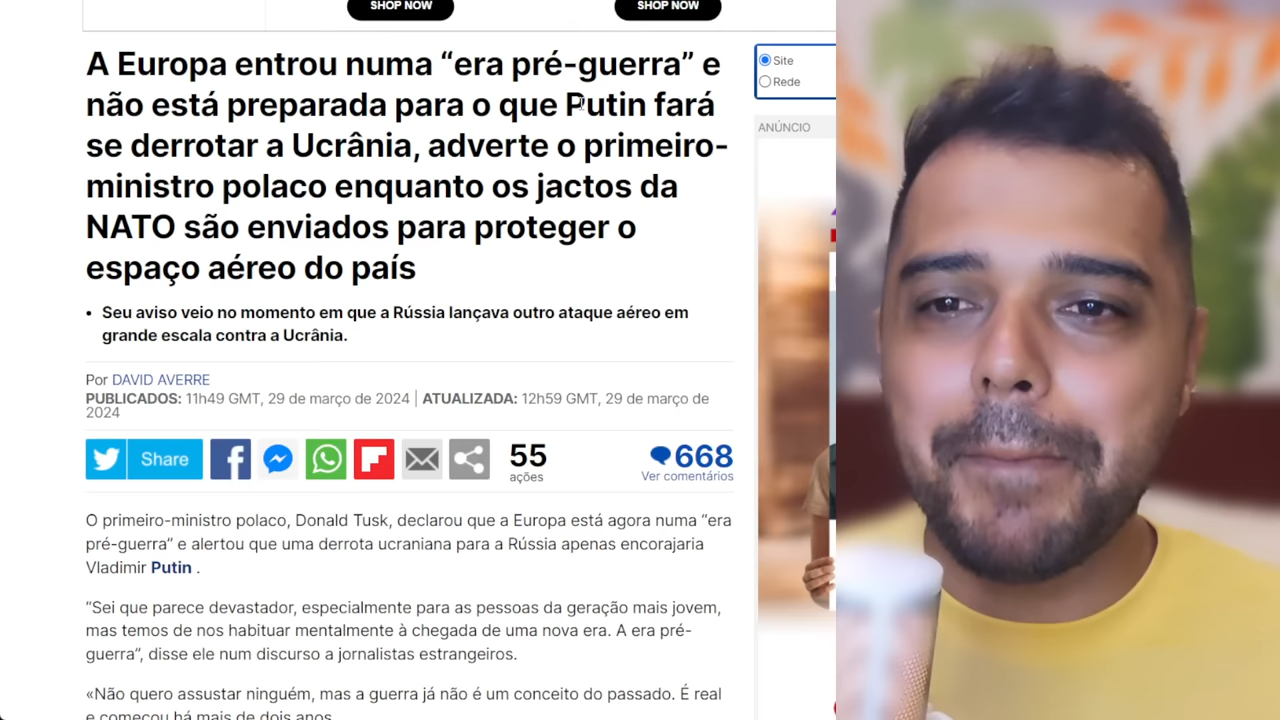 SHOP NOW
SHOP NOW
A Europa entrou numa “era pré-guerra” e
não está preparada para o que Putin fará
se derrotar a Ucrânia, adverte o primeiro-
ministro polaco enquanto os jactos da
NATO são enviados para proteger o
espaço aéreo do país
• Seu aviso veio no momento em que a Rússia lançava outro ataque aéreo em
grande escala contra a Ucrânia.
Por DAVID AVERRE
PUBLICADOS: 11h49 GMT, 29 de março de 2024 | ATUALIZADA: 12h59 GMT, 29 de março de
2024
Share
55
ações
668
Ver comentários
O primeiro-ministro polaco, Donald Tusk, declarou que a Europa está agora numa “era
pré-guerra” e alertou que uma derrota ucraniana para a Rússia apenas encorajaria
Vladimir Putin .
“Sei que parece devastador, especialmente para as pessoas da geração mais jovem,
mas temos de nos habituar mentalmente à chegada de uma nova era. A era pré-
guerra”, disse ele num discurso a jornalistas estrangeiros.
«Não quero assustar ninguém, mas a guerra já não é um conceito do passado. É real
e começou há mais de dois anos
Site
Rede
ANÚNCIO